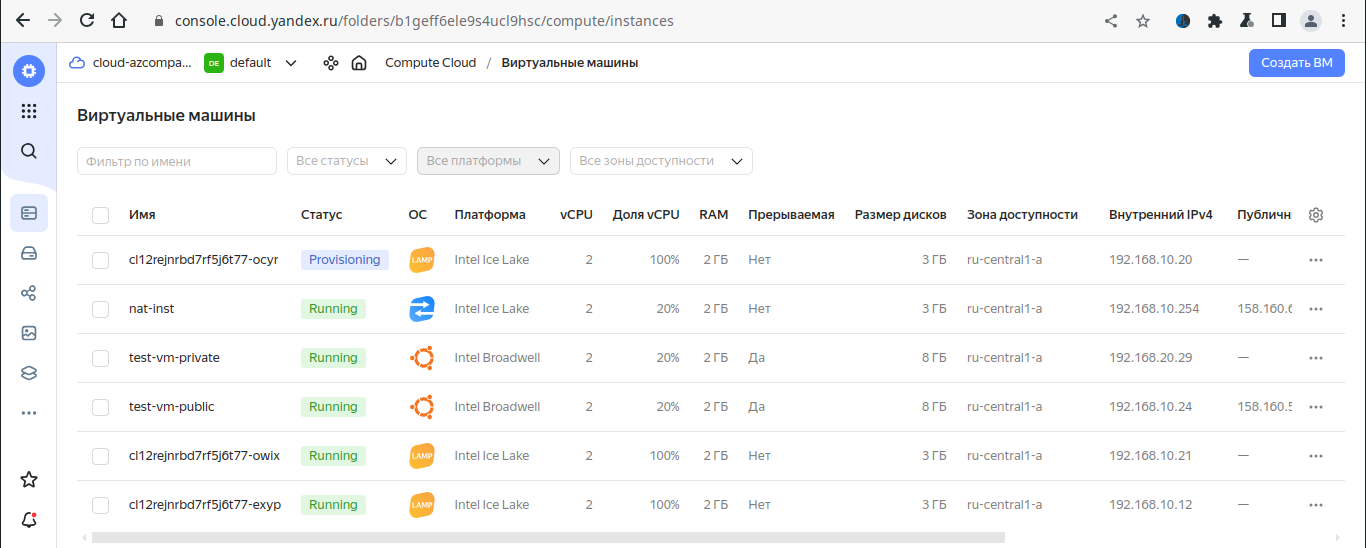 console.cloud.yandex.ru/folders/b1geff6ele9s4ucl9hsc/compute/instances
cloud-azcompa... DE default Compute Cloud / Виртуальные машины Создать ВМ
Виртуальные машины
Фильтр по имени Все статусы Все платформы Все зоны доступности
Имя Статус ОС Платформа vCPU Доля vCPU RAM Прерываемая Размер дисков Зона доступности Внутренний IPv4 Публичн
cl12rejnrbd7rf5j6t77-ocyr Provisioning LAMP Intel Ice Lake 2 100% 2 ГБ Нет 3 ГБ ru-central1-a 192.168.10.20 —
nat-inst Running Intel Ice Lake 2 20% 2 ГБ Нет 3 ГБ ru-central1-a 192.168.10.254 158.160.6
test-vm-private Running Intel Broadwell 2 20% 2 ГБ Да 8 ГБ ru-central1-a 192.168.20.29 —
test-vm-public Running Intel Broadwell 2 20% 2 ГБ Да 8 ГБ ru-central1-a 192.168.10.24 158.160.5
cl12rejnrbd7rf5j6t77-owix Running LAMP Intel Ice Lake 2 100% 2 ГБ Нет 3 ГБ ru-central1-a 192.168.10.21 —
cl12rejnrbd7rf5j6t77-exyp Running LAMP Intel Ice Lake 2 100% 2 ГБ Нет 3 ГБ ru-central1-a 192.168.10.12 —